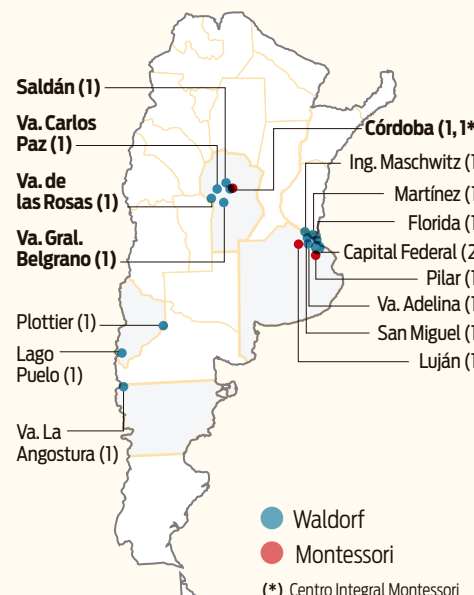 Saldán (1)
Va. Carlos
Paz (1)
Va. de
las Rosas (1)
Va. Gral.
Belgrano (1)
Plottier (1)
Lago
Puelo (1)
Va. La
Angostura (1)
Córdoba (1, 1*
Ing. Maschwitz (1
Martínez (1
Florida (1
Capital Federal (2
Pilar (1
Va. Adelina (1
San Miguel (1
Luján (1
Waldorf
Montessori
(*) Centro Integral Montessori